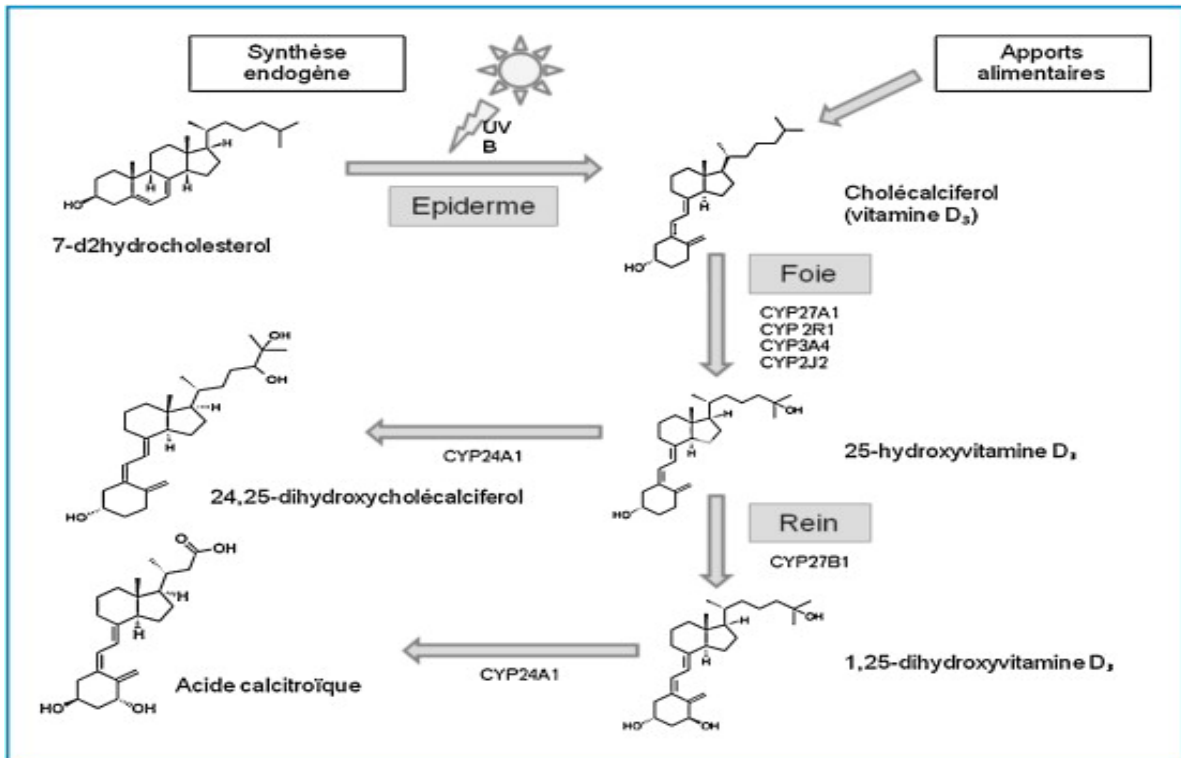 Synthèse
endogène
Apports
alimentaires
UV
B
Epiderme
HO
H
H
H
H
7-d2hydrocholesterol
Cholécalciferol
(vitamine D₃)
H
HO
Foie
CYP27A1
CYP 2R1
CYP3A4
CYP2J2
OH
OH
H
H
HO
CYP24A1
24,25-dihydroxycholécalciferol
OH
H
H
HO
25-hydroxyvitamine D₃
Rein
CYP27B1
O
OH
H
H
HO
OH
Acide calcitroïque
CYP24A1
OH
H
H
HO
OH
1,25-dihydroxyvitamine D₃